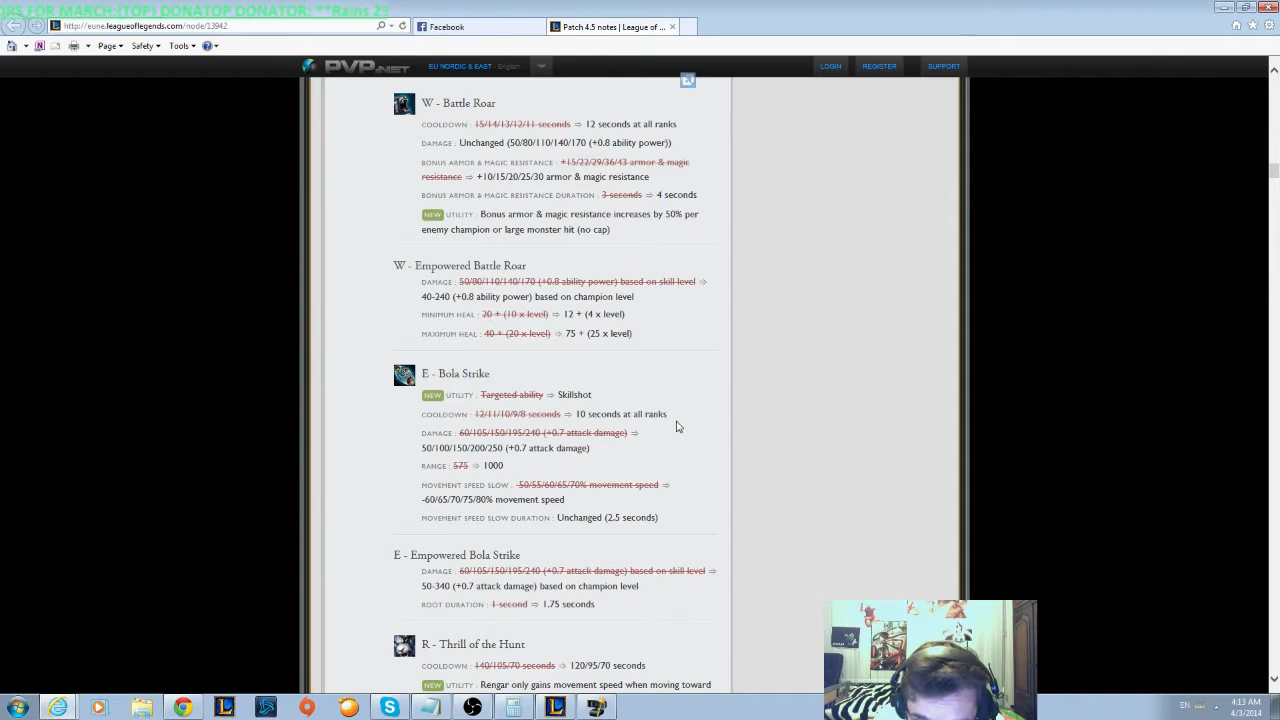 ORS FOR MARCH:(TOP) DONATOP DONATOR: **Rains 25
http://eune.leagueoflegends.com/node/13942
Facebook
Patch 4.5 notes | League of ...
Page
Safety
Tools
PVP.NET
EU NORDIC & EAST
English
LOGIN
REGISTER
SUPPORT
W - Battle Roar
COOLDOWN : 15/14/13/12/11 seconds ⇨ 12 seconds at all ranks
DAMAGE : Unchanged (50/80/110/140/170 (+0.8 ability power))
BONUS ARMOR & MAGIC RESISTANCE : +15/22/29/36/43 armor & magic
resistance ⇨ +10/15/20/25/30 armor & magic resistance
BONUS ARMOR & MAGIC RESISTANCE DURATION : 3 seconds ⇨ 4 seconds
NEW UTILITY : Bonus armor & magic resistance increases by 50% per
enemy champion or large monster hit (no cap)
W - Empowered Battle Roar
DAMAGE : 50/80/110/140/170 (+0.8 ability power) based on skill level ⇨
40-240 (+0.8 ability power) based on champion level
MINIMUM HEAL : 20 + (10 x level) ⇨ 12 + (4 x level)
MAXIMUM HEAL : 40 + (20 x level) ⇨ 75 + (25 x level)
E - Bola Strike
NEW UTILITY : Targeted ability ⇨ Skillshot
COOLDOWN : 12/11/10/9/8 seconds ⇨ 10 seconds at all ranks
DAMAGE : 60/105/150/195/240 (+0.7 attack damage) ⇨
50/100/150/200/250 (+0.7 attack damage)
RANGE : 575 ⇨ 1000
MOVEMENT SPEED SLOW : -50/55/60/65/70% movement speed ⇨
-60/65/70/75/80% movement speed
MOVEMENT SPEED SLOW DURATION : Unchanged (2.5 seconds)
E - Empowered Bola Strike
DAMAGE : 60/105/150/195/240 (+0.7 attack damage) based on skill level ⇨
50-340 (+0.7 attack damage) based on champion level
ROOT DURATION : 1 second ⇨ 1.75 seconds
R - Thrill of the Hunt
COOLDOWN : 140/105/70 seconds ⇨ 120/95/70 seconds
NEW UTILITY : Rengar only gains movement speed when moving toward
EN
4:13 AM
4/3/2014